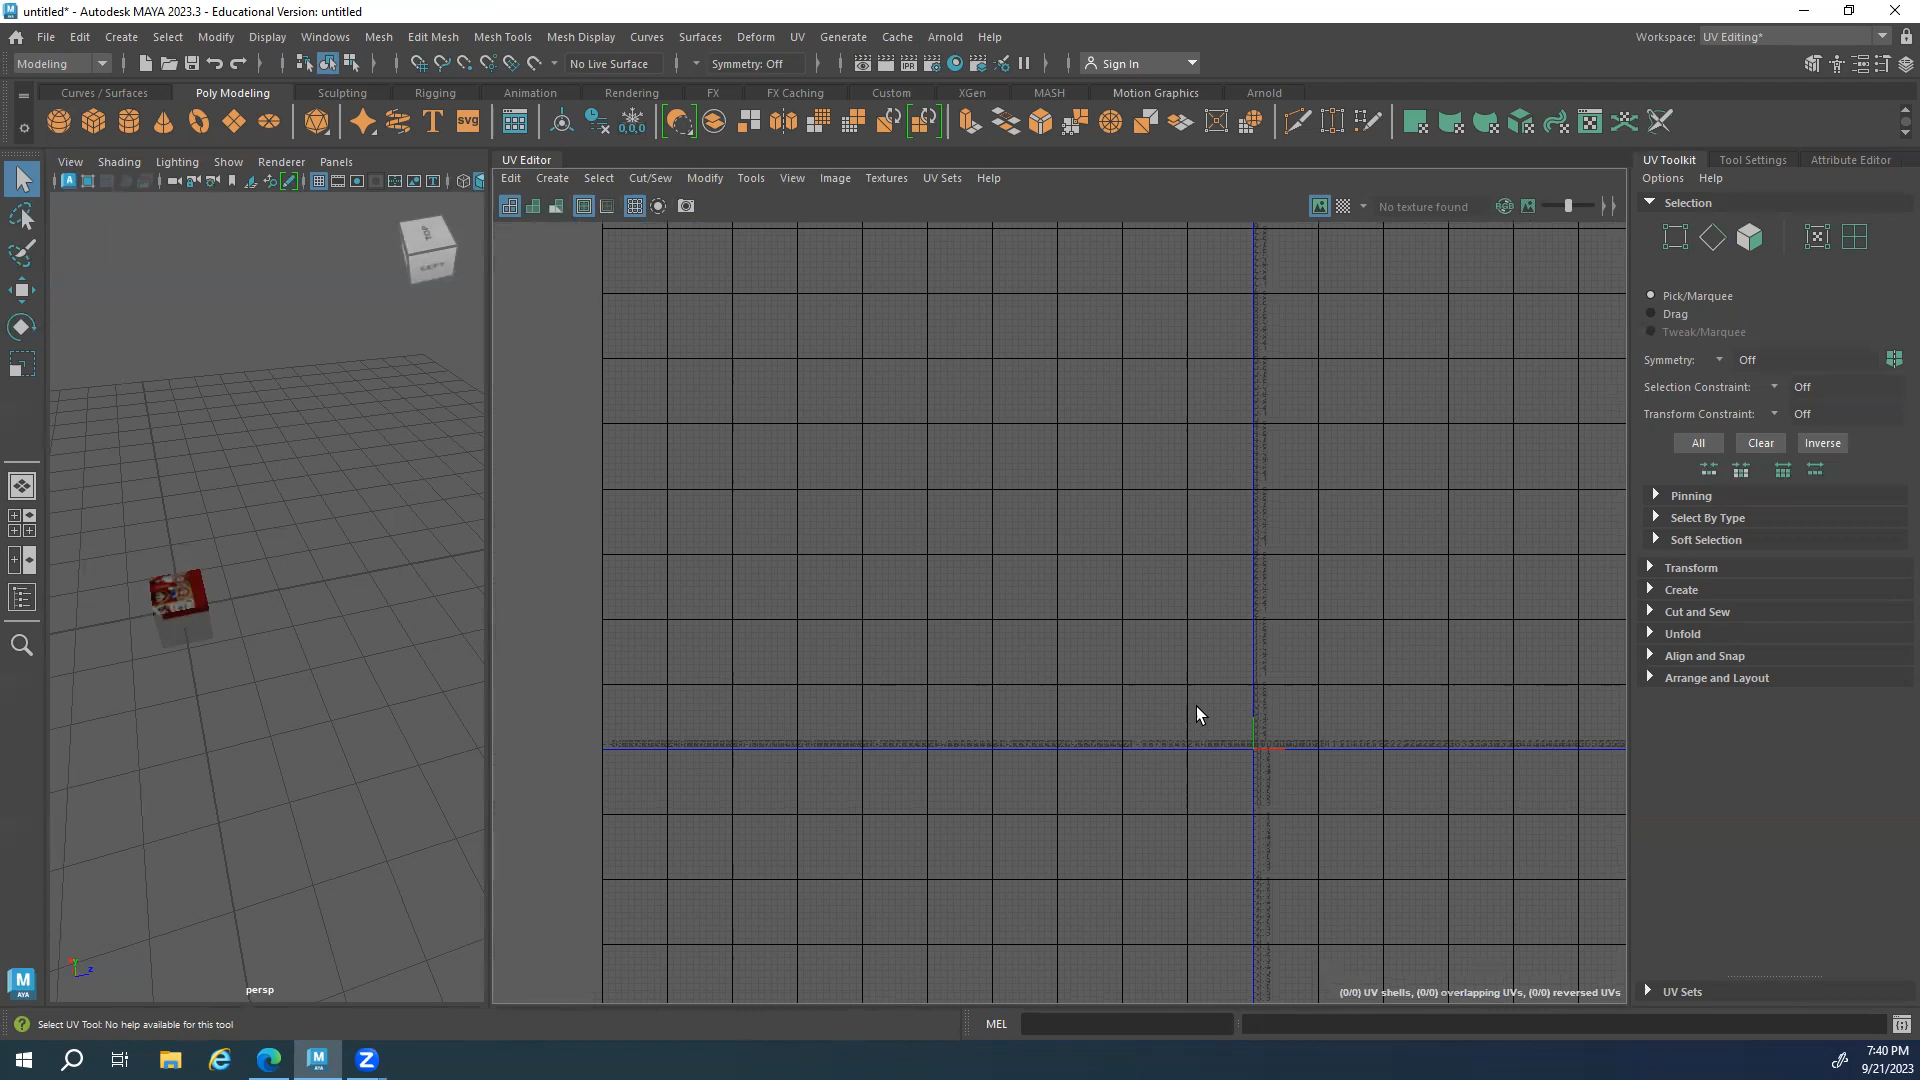 untitled* - Autodesk MAYA 2023.3 - Educational Version: untitled
File Edit Create Select Modify Display Windows Mesh Edit Mesh Mesh Tools Mesh Display Curves Surfaces Deform UV Generate Cache Arnold Help
Workspace: UV Editing*
Modeling No Live Surface Symmetry: Off Sign In
Curves / Surfaces Poly Modeling Sculpting Rigging Animation Rendering FX FX Caching Custom XGen MASH Motion Graphics Arnold
View Shading Lighting Show Renderer Panels
UV Editor
Edit Create Select Cut/Sew Modify Tools View Image Textures UV Sets Help
No texture found
TOP
LEFT
persp
(0/0) UV shells, (0/0) overlapping UVs, (0/0) reversed UVs
UV Toolkit Tool Settings Attribute Editor
Options Help
Selection
Pick/Marquee
Drag
Tweak/Marquee
Symmetry: Off
Selection Constraint: Off
Transform Constraint: Off
All Clear Inverse
Pinning
Select By Type
Soft Selection
Transform
Create
Cut and Sew
Unfold
Align and Snap
Arrange and Layout
UV Sets
Select UV Tool: No help available for this tool
MEL
7:40 PM
9/21/2023